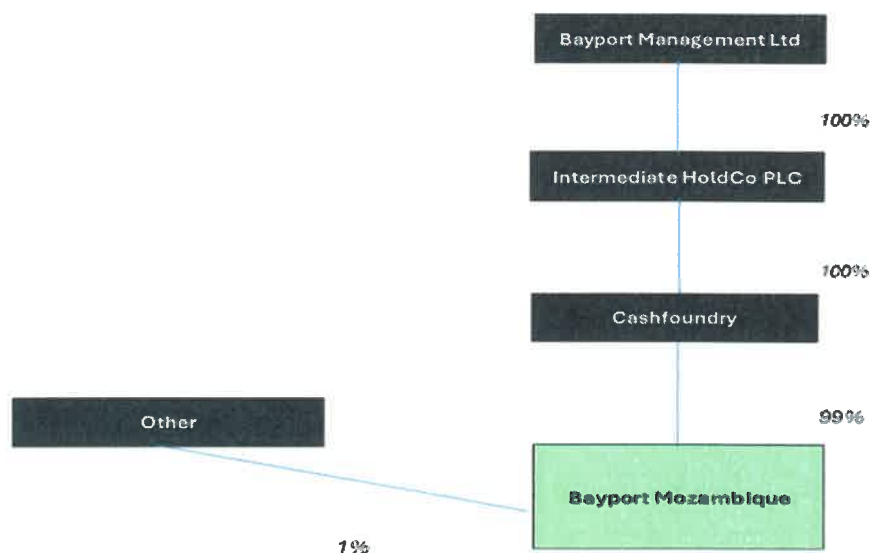 Bayport Management Ltd
100%
Intermediate HoldCo PLC
100%
Cashfoundry
Other
99%
Bayport Mozambique
1%